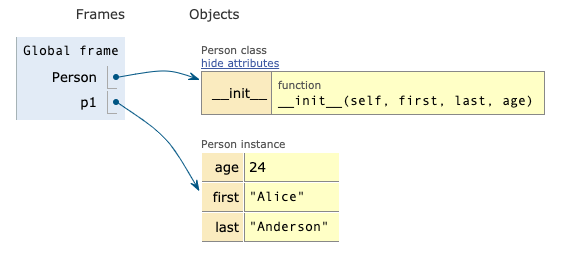 Frames Objects
Global frame
Person
p1
Person class
hide attributes
__init__ function
__init__(self, first, last, age)
Person instance
age 24
first "Alice"
last "Anderson"